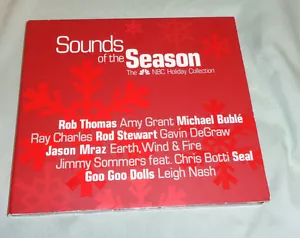 Sounds
of the Season
The NBC Holiday Collection
Rob Thomas Amy Grant Michael Bublé
Ray Charles Rod Stewart Gavin DeGraw
Jason Mraz Earth, Wind & Fire
Jimmy Sommers feat. Chris Botti Seal
Goo Goo Dolls Leigh Nash